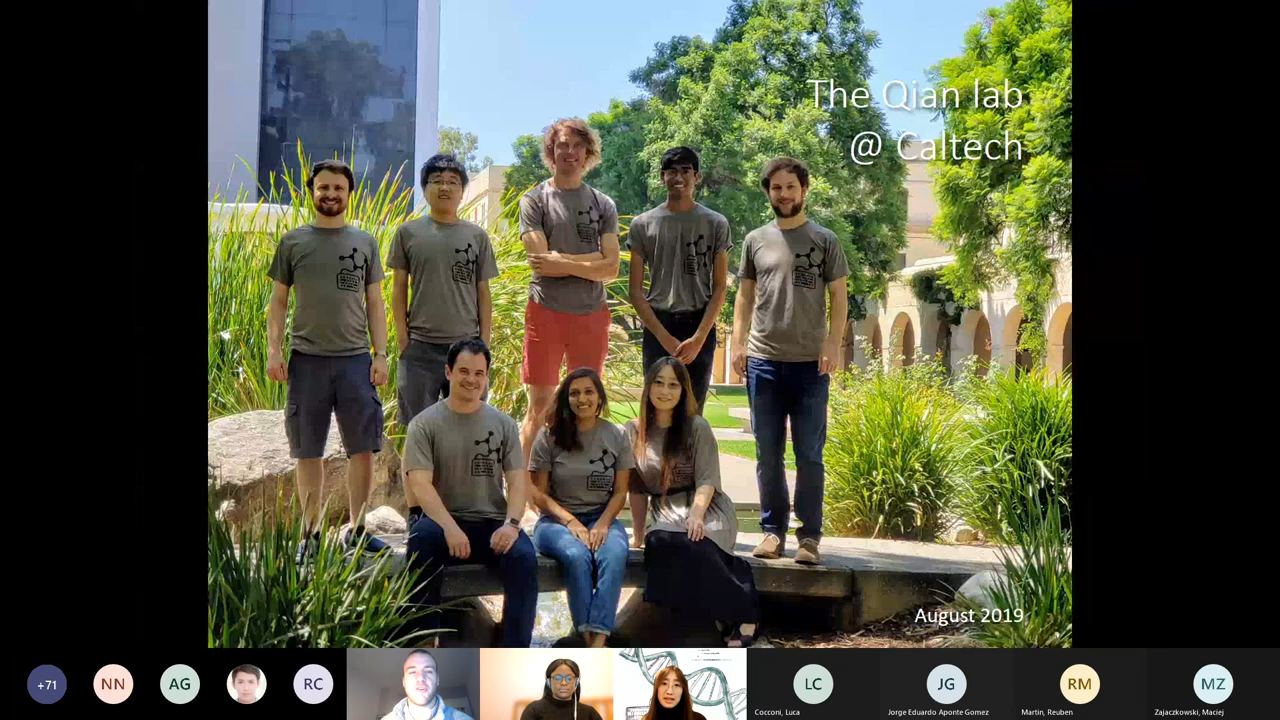 The Qian lab
@ Caltech
August 2019
+71
NN
AG
RC
LC
Cocconi, Luca
JG
Jorge Eduardo Aponte Gomez
RM
Martin, Reuben
MZ
Zajaczkowski, Maciej